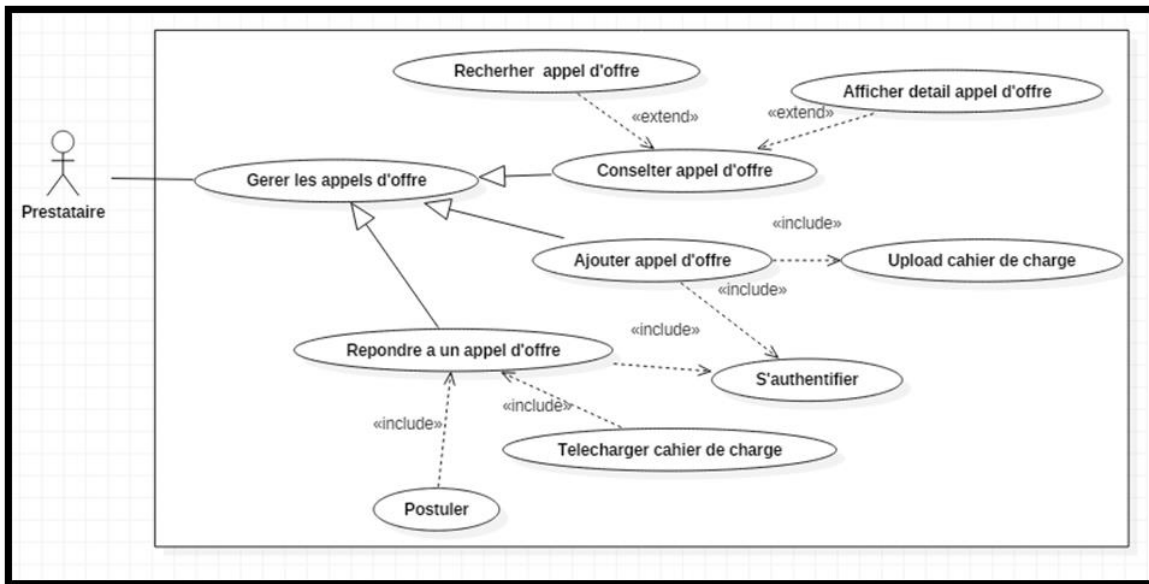 Recherher appel d'offre
Afficher detail appel d'offre
«extend»
«extend»
Conselter appel d'offre
Gerer les appels d'offre
Prestataire
«include»
Ajouter appel d'offre
Upload cahier de charge
«include»
«include»
Repondre a un appel d'offre
S'authentifier
«include»
«include»
Telecharger cahier de charge
Postuler